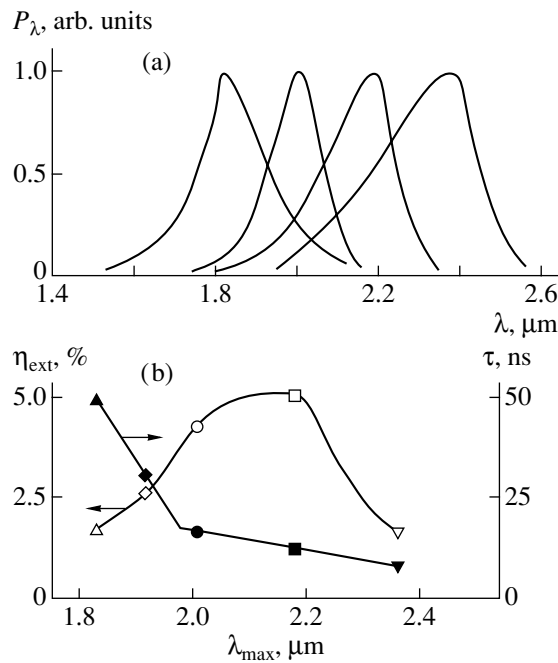 P_λ, arb. units
(a)
1.0
0.5
0
1.4 1.8 2.2 2.6
λ, μm
η_ext, % τ, ns
(b)
5.0 50
2.5 25
0 0
1.8 2.0 2.2 2.4
λ_max, μm